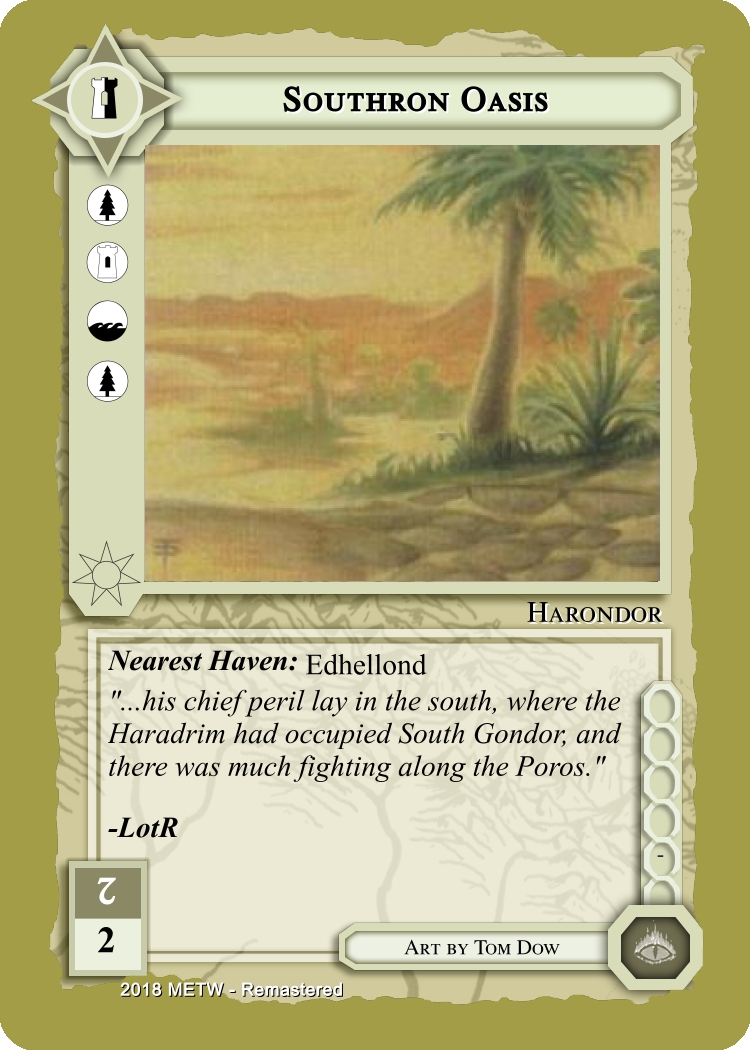 Southron Oasis
Harondor
Nearest Haven: Edhellond
"...his chief peril lay in the south, where the
Haradrim had occupied South Gondor, and
there was much fighting along the Poros."
-LotR
-
2
2
Art by Tom Dow
2018 METW - Remastered